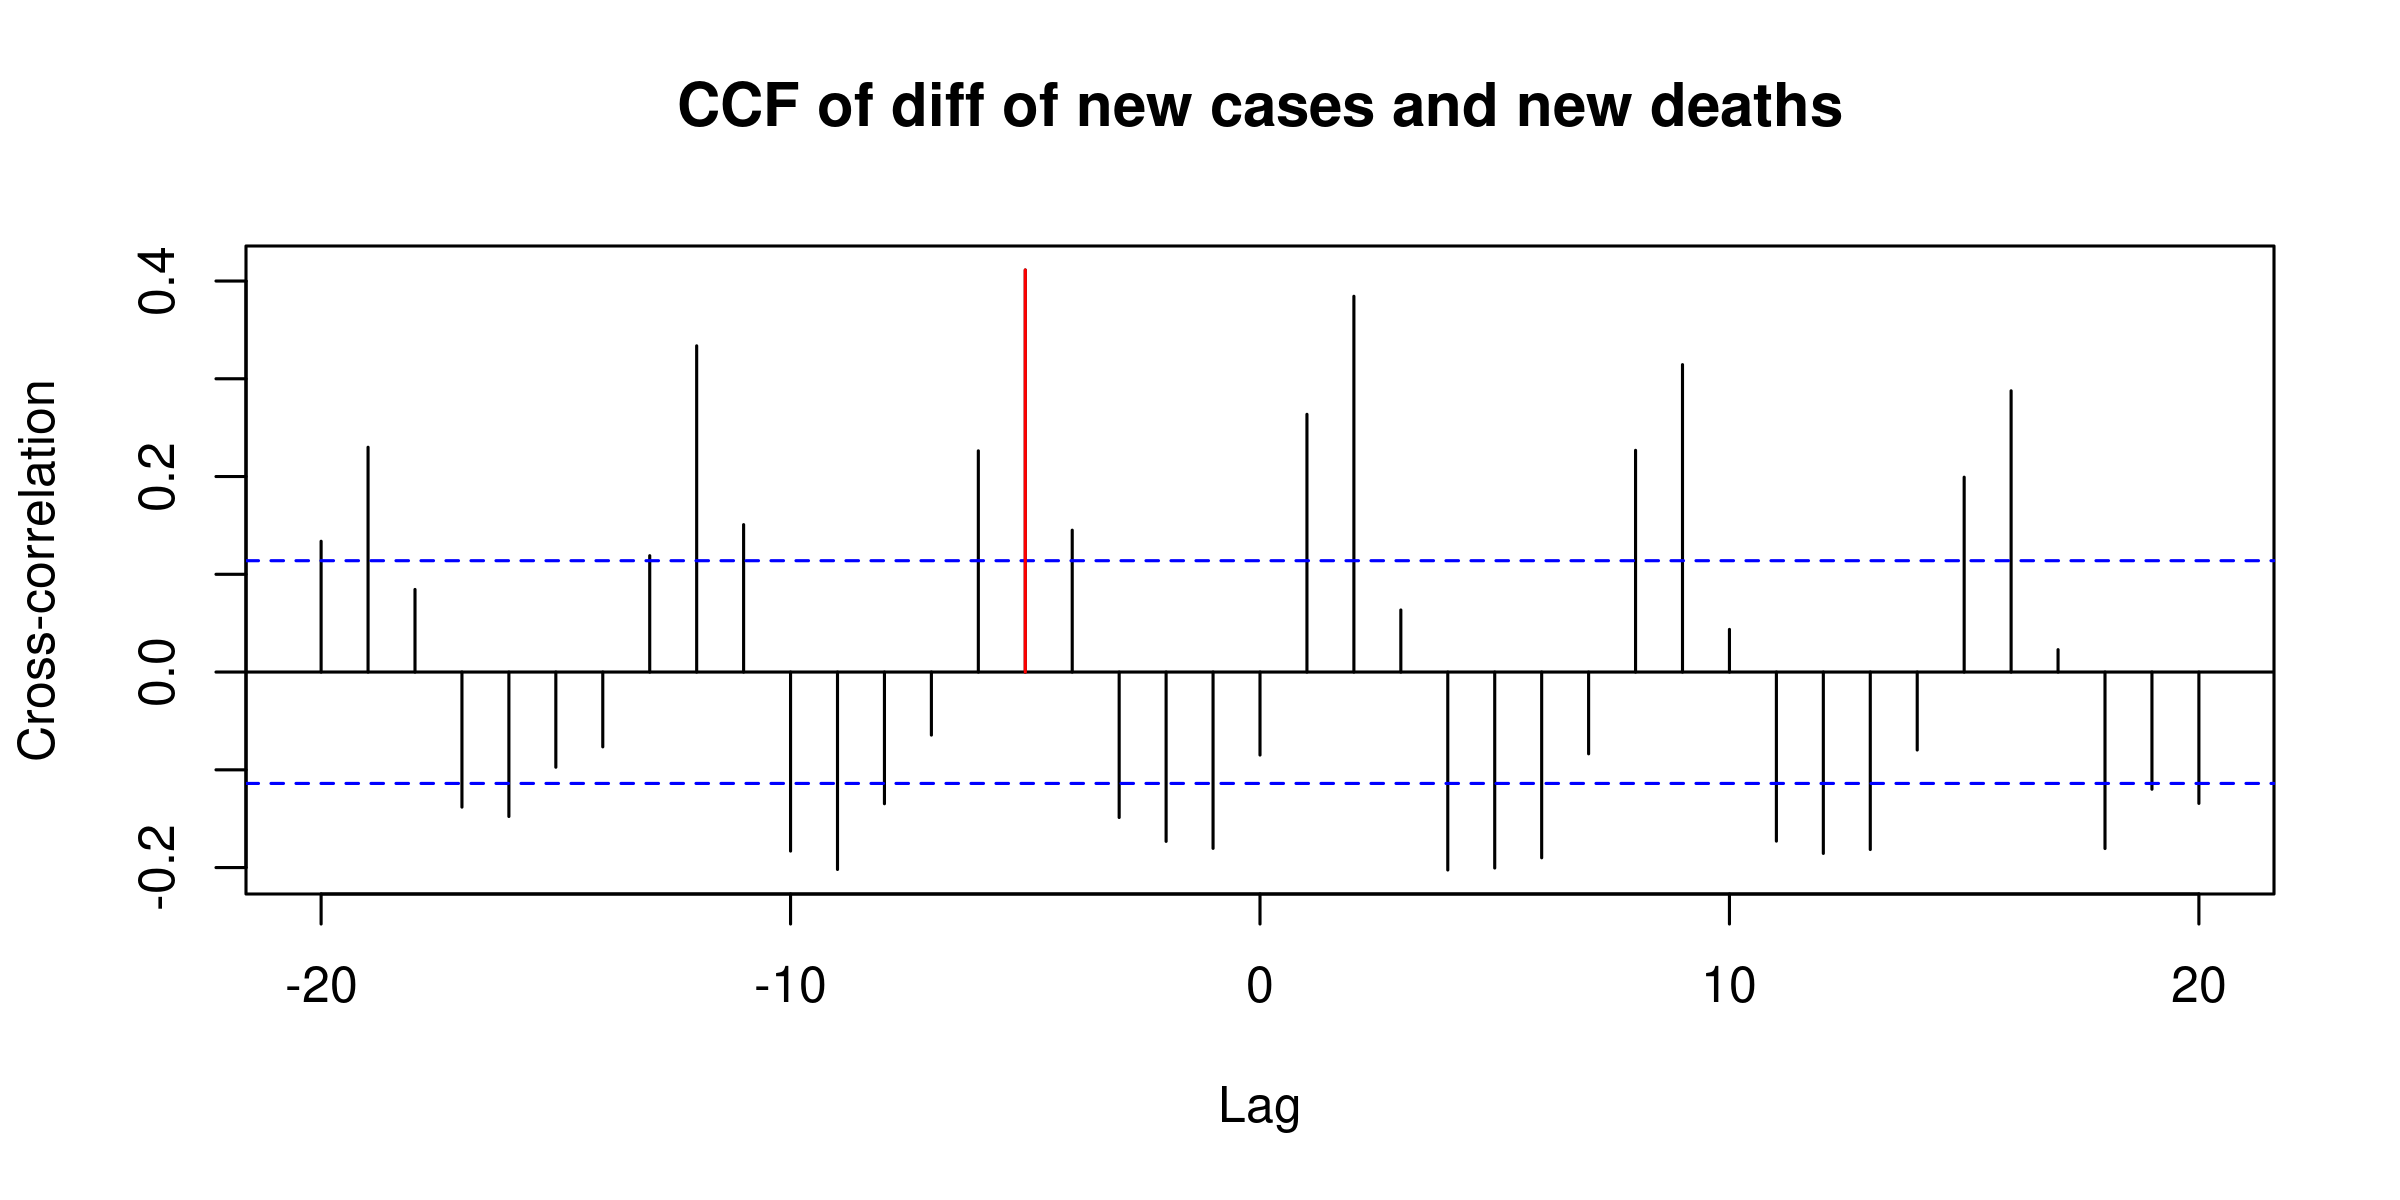 CCF of diff of new cases and new deaths
Cross-correlation
0.4
0.2
0.0
-0.2
-20 -10 0 10 20
Lag